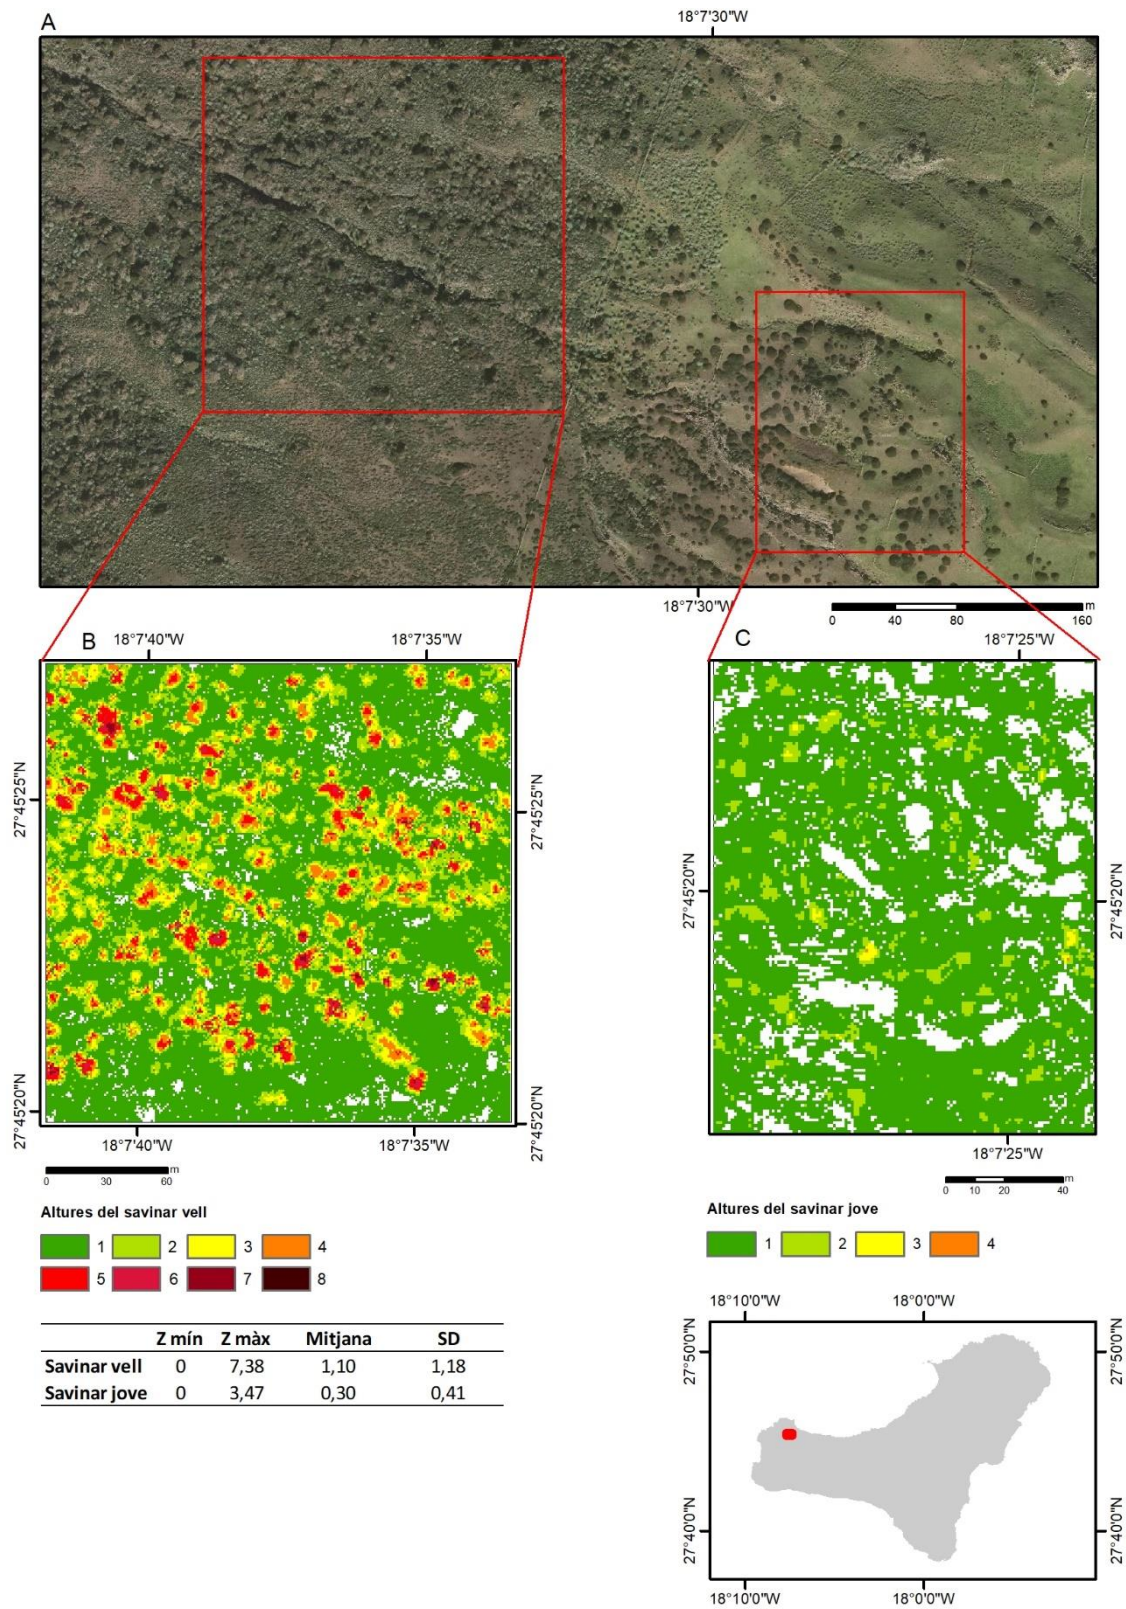 A
18°7'30"W
18°7'30"W
m
0 40 80 160
B
18°7'40"W 18°7'35"W
27°45'25"N
27°45'25"N
27°45'20"N
27°45'20"N
18°7'40"W 18°7'35"W
m
0 30 60
C
18°7'25"W
27°45'20"N
27°45'20"N
18°7'25"W
m
0 10 20 40
Altures del savinar vell
1 2 3 4
5 6 7 8
Altures del savinar jove
1 2 3 4
Z mín Z màx Mitjana SD
Savinar vell 0 7,38 1,10 1,18
Savinar jove 0 3,47 0,30 0,41
18°10'0"W 18°0'0"W
27°50'0"N
27°50'0"N
27°40'0"N
27°40'0"N
18°10'0"W 18°0'0"W